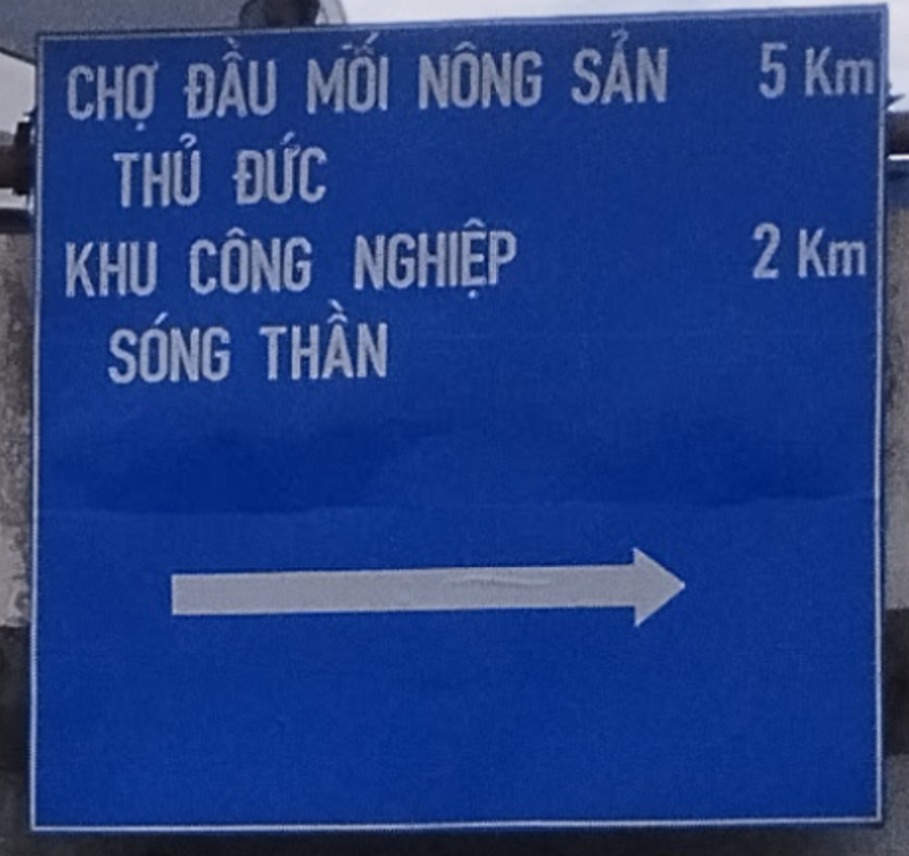 CHỢ ĐẦU MỐI NÔNG SẢN 5 Km
THỦ ĐỨC
KHU CÔNG NGHIỆP 2 Km
SÓNG THẦN